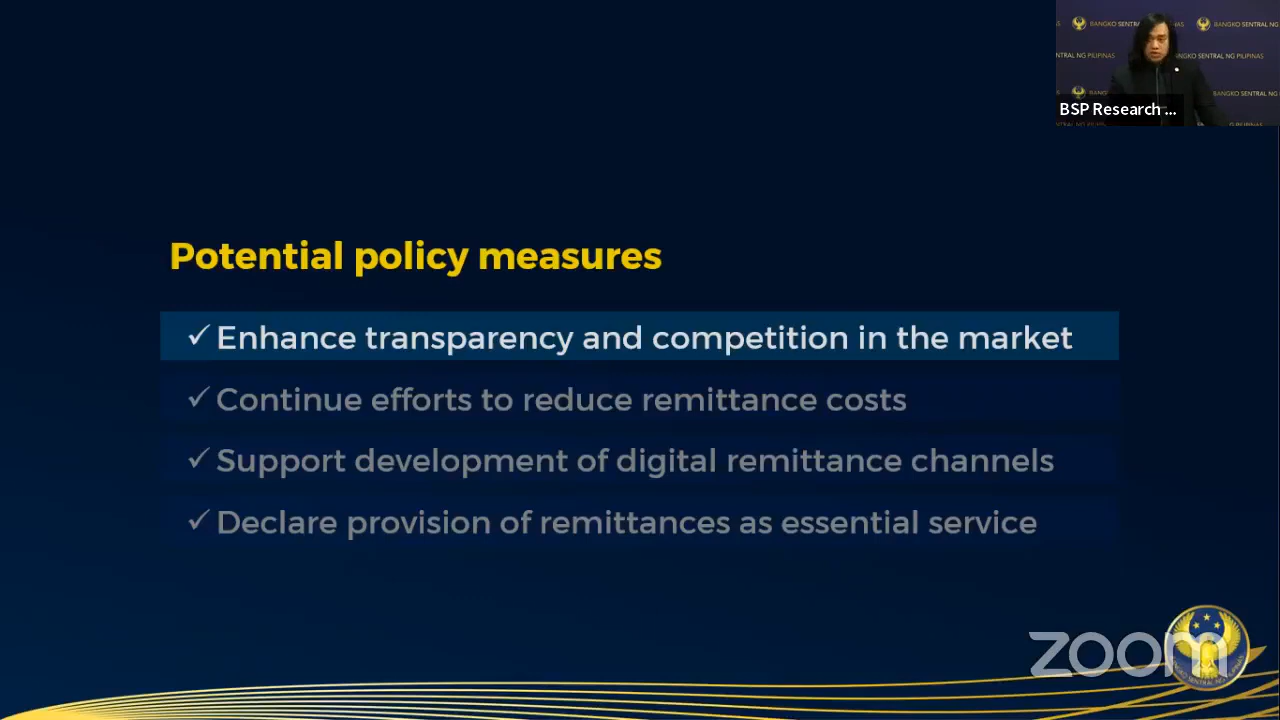 BANGKO SENTRAL NG
BSP Research ...
Potential policy measures
✓ Enhance transparency and competition in the market
✓ Continue efforts to reduce remittance costs
✓ Support development of digital remittance channels
✓ Declare provision of remittances as essential service
zoom
BANGKO SENTRAL NG PILIPINAS